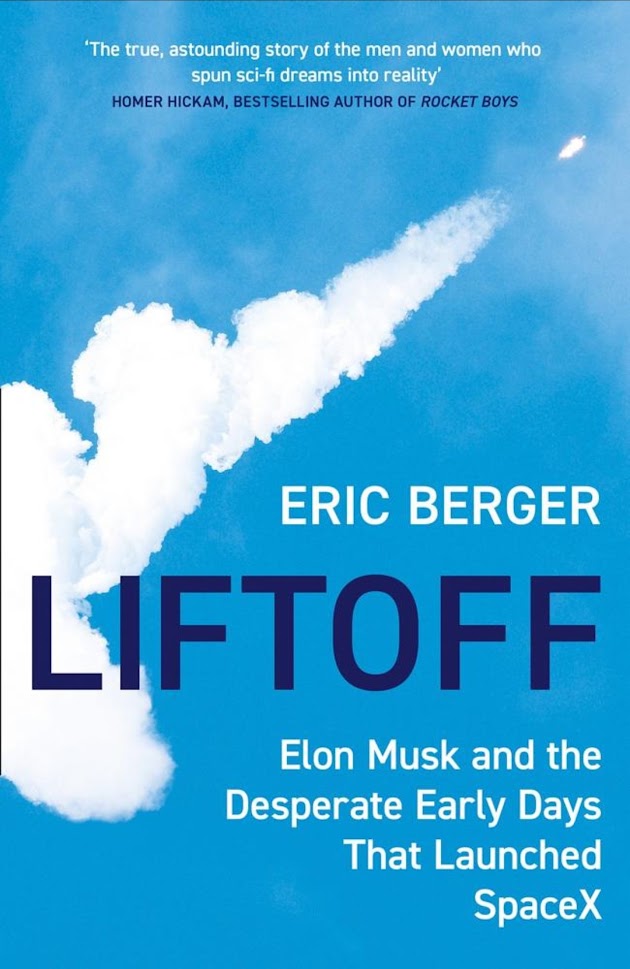 ‘The true, astounding story of the men and women who
spun sci-fi dreams into reality’
HOMER HICKAM, BESTSELLING AUTHOR OF ROCKET BOYS
ERIC BERGER
LIFTOFF
Elon Musk and the
Desperate Early Days
That Launched
SpaceX